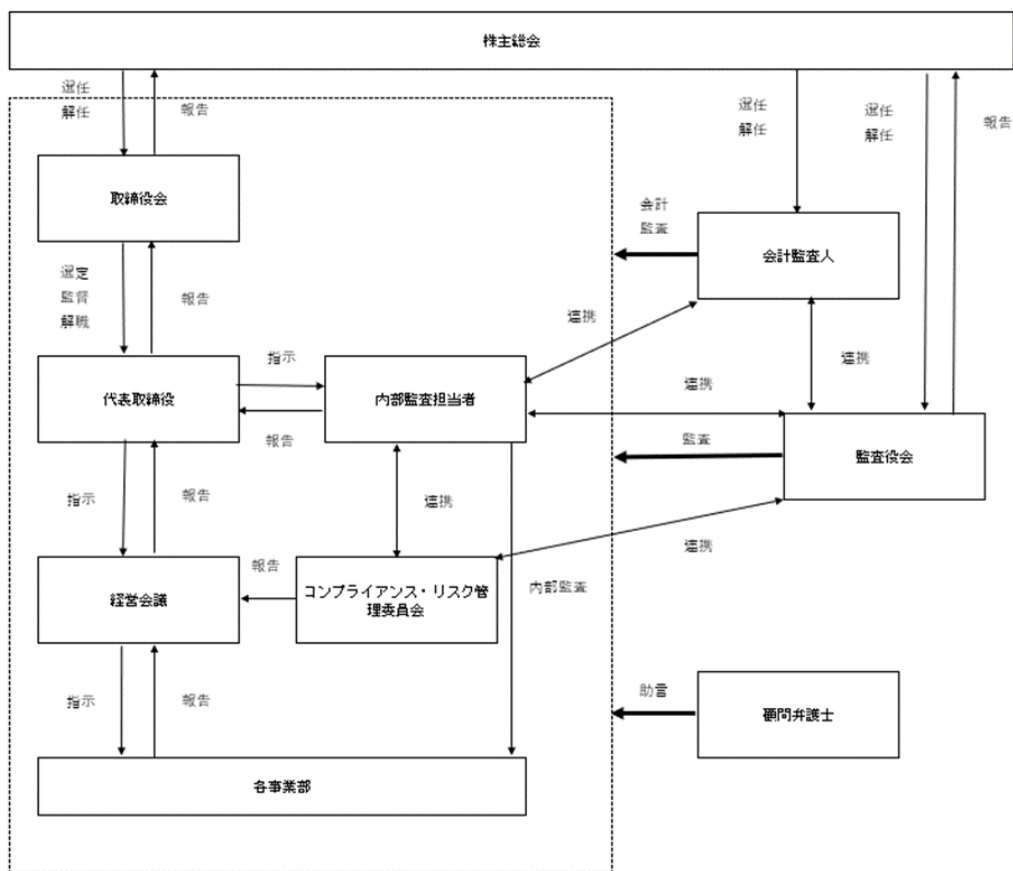 株主総会
選任
解任
報告
選任
解任
選任
解任
報告
取締役会
会計
監査
会計監査人
選定
監督
解職
報告
連携
連携
指示
代表取締役
内部監査担当者
連携
報告
監査
監査役会
指示
報告
連携
連携
報告
内部監査
経営会議
コンプライアンス・リスク管
理委員会
指示
報告
助言
顧問弁護士
各事業部